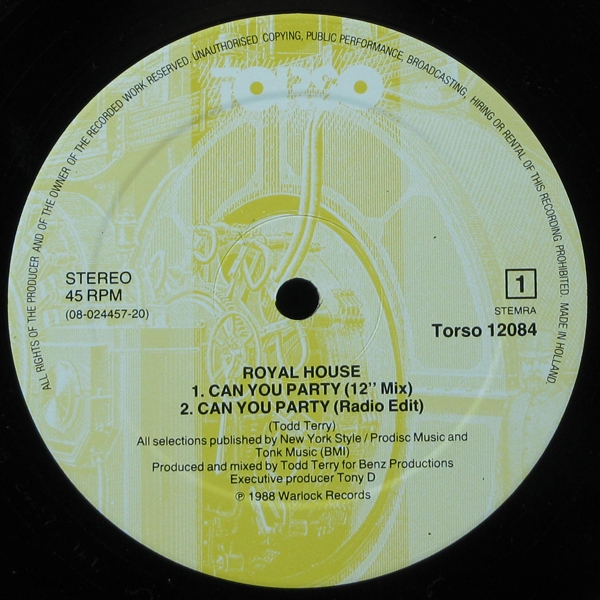 ALL RIGHTS OF THE PRODUCER AND OF THE OWNER OF THE RECORDED WORK RESERVED. UNAUTHORISED COPYING, PUBLIC PERFORMANCE, BROADCASTING, HIRING OR RENTAL OF THIS RECORD PROHIBITED. MADE IN HOLLAND.
TORSO
STEREO
45 RPM
(08-024457-20)
1
STEMRA
Torso 12084
ROYAL HOUSE
1. CAN YOU PARTY (12'' Mix)
2. CAN YOU PARTY (Radio Edit)
(Todd Terry)
All selections published by New York Style / Prodisc Music and
Tonk Music (BMI)
Produced and mixed by Todd Terry for Benz Productions
Executive producer Tony D
℗ 1988 Warlock Records